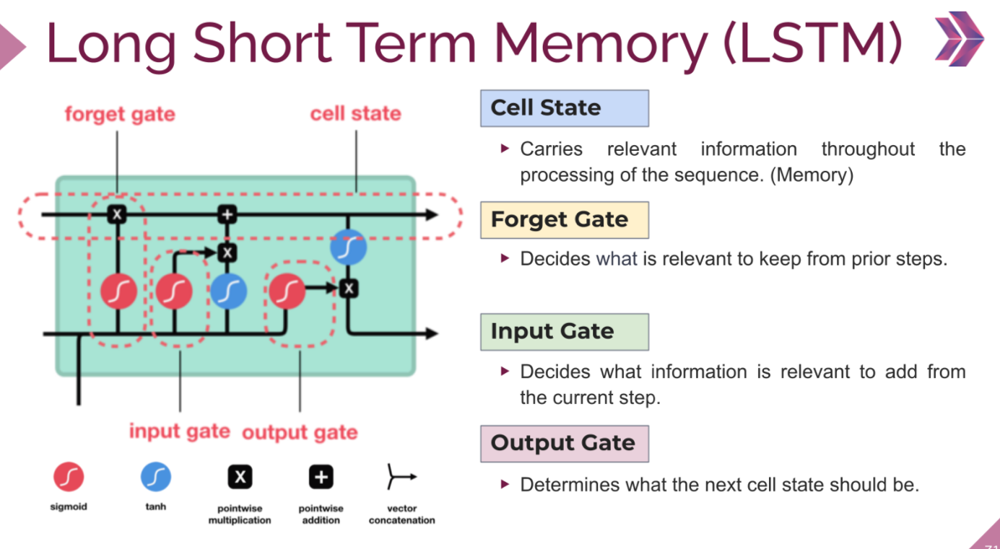 Long Short Term Memory (LSTM)
forget gate
cell state
X
+
X
X
input gate
output gate
X
+
sigmoid
tanh
pointwise
multiplication
pointwise
addition
vector
concatenation
Cell State
Carries relevant information throughout the
processing of the sequence. (Memory)
Forget Gate
Decides what is relevant to keep from prior steps.
Input Gate
Decides what information is relevant to add from
the current step.
Output Gate
Determines what the next cell state should be.